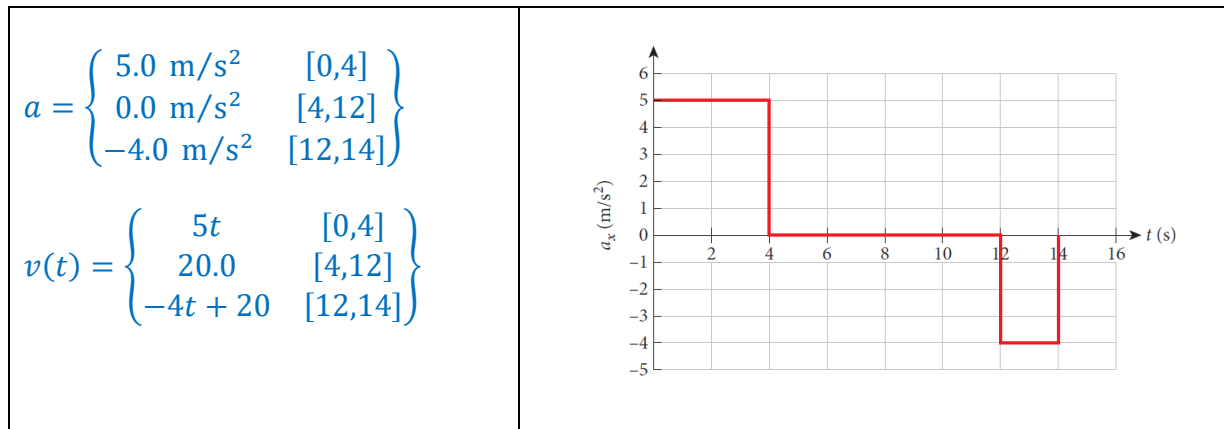 a = { 5.0 m/s² [0,4]
0.0 m/s² [4,12]
−4.0 m/s² [12,14] }
v(t) = { 5t [0,4]
20.0 [4,12]
−4t + 20 [12,14] }
6
5
4
3
2
1
0
−1
−2
−3
−4
−5
aₓ (m/s²)
2 4 6 8 10 12 14 16
t (s)